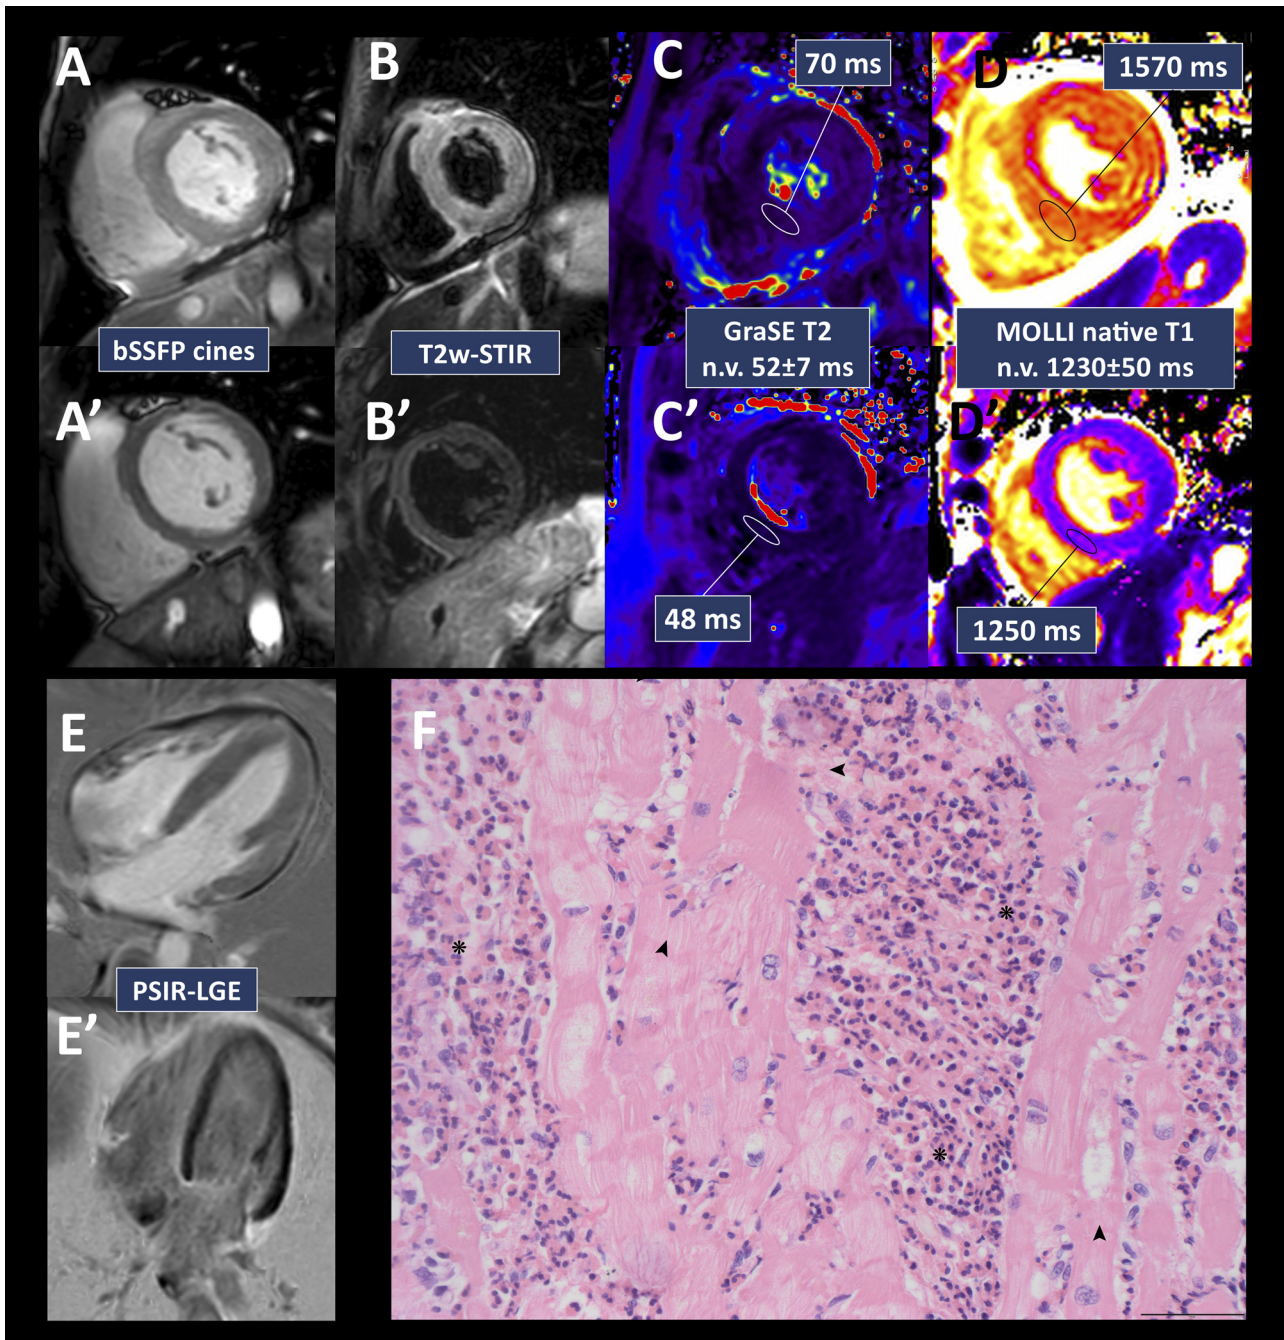 A
B
C
70 ms
D
1570 ms
bSSFP cines
T2w-STIR
GraSE T2
n.v. 52±7 ms
MOLLI native T1
n.v. 1230±50 ms
A’
B’
C’
D’
48 ms
1250 ms
E
F
*
*
PSIR-LGE
E’
*